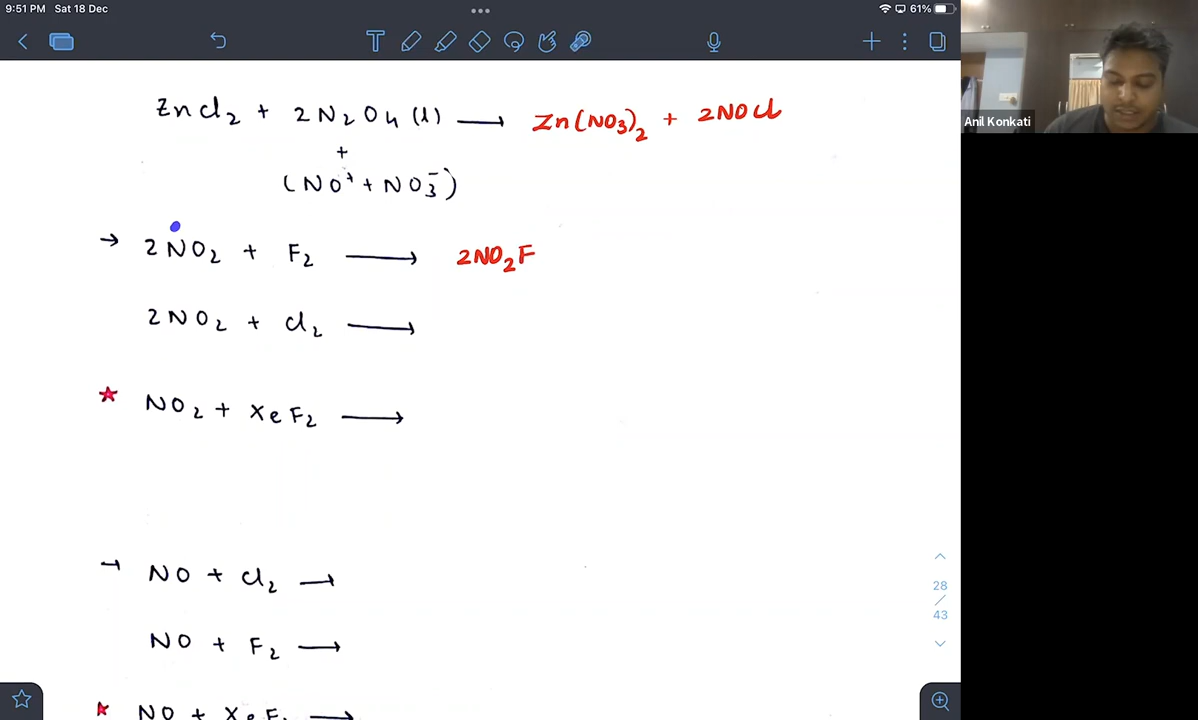 9:51 PM Sat 18 Dec
61%
ZnCl2 + 2N2O4 (l) ⟶ Zn(NO3)2 + 2NOCl
+
(NO+ + NO3−)
→ 2NO2 + F2 ⟶ 2NO2F
2NO2 + Cl2 ⟶
NO2 + XeF2 ⟶
→ NO + Cl2 →
28
/
43
NO + F2 ⟶
NO + XeF2 ⟶
Anil Konkati